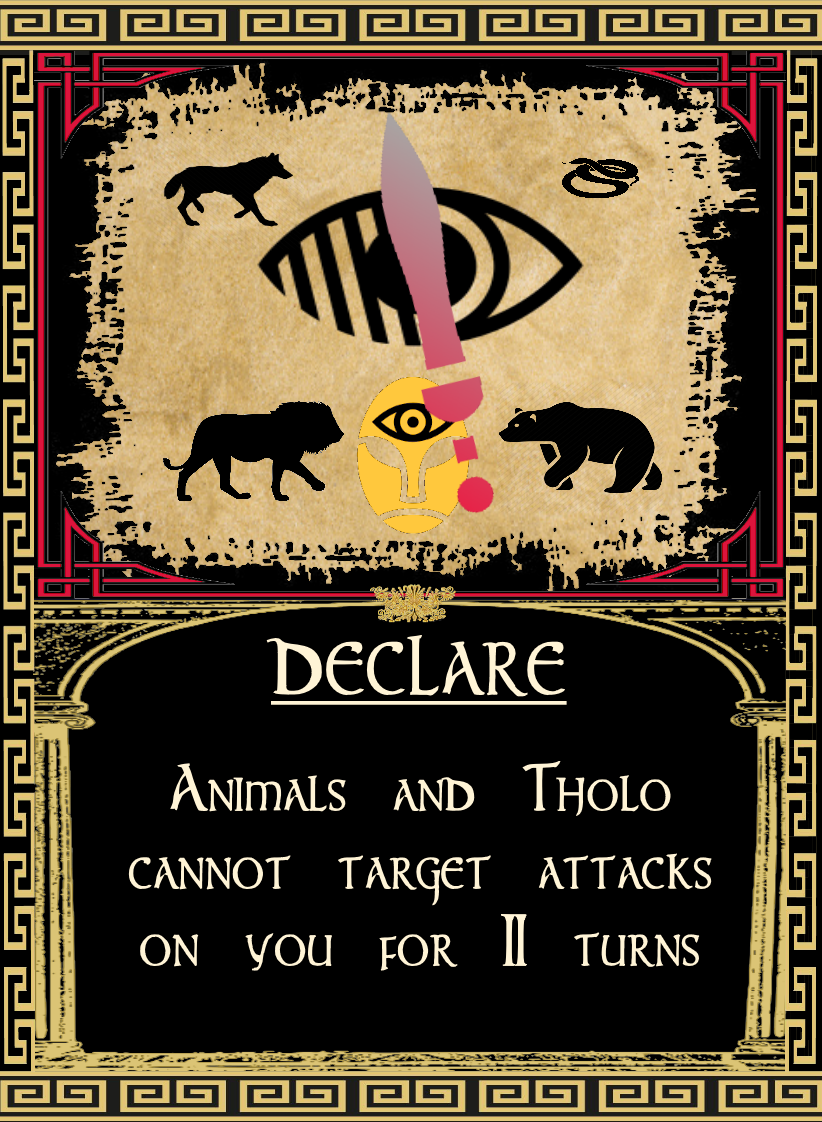 Declare
Animals and Tholo
cannot target attacks
on you for II turns